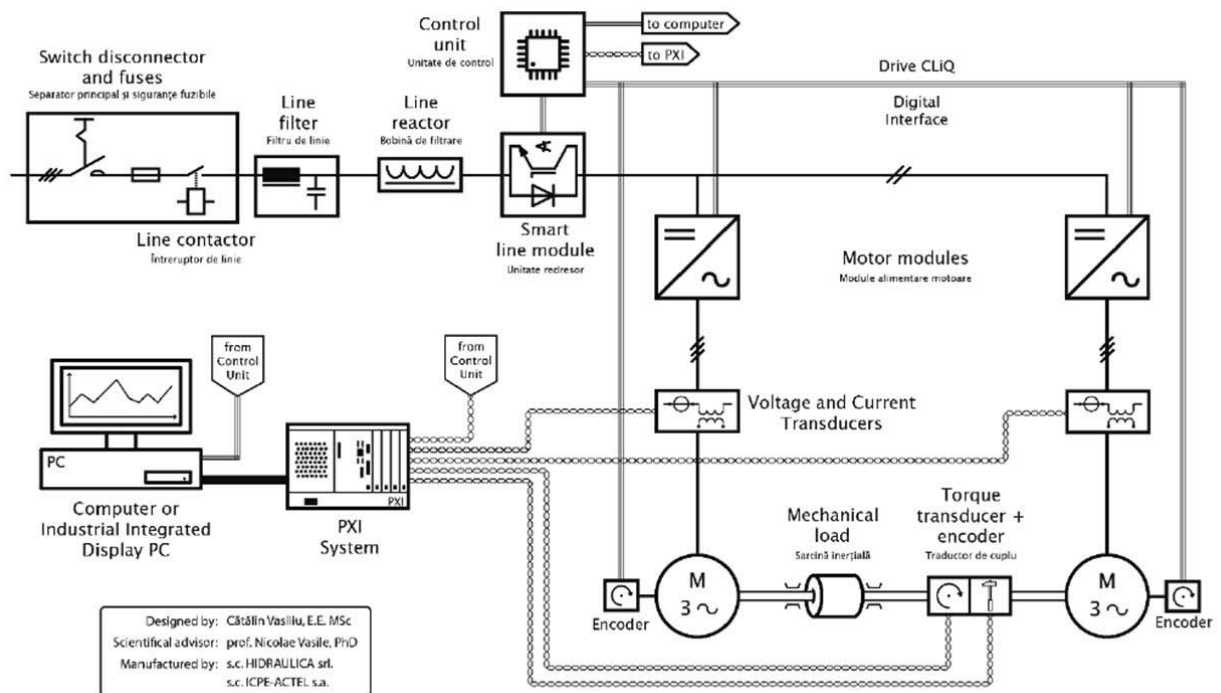 Control
unit
Unitate de control
to computer
to PXI
Switch disconnector
and fuses
Separator principal și siguranțe fuzibile
Line
filter
Filtru de linie
Line
reactor
Bobină de filtrare
Drive CLiQ
Digital
Interface
Line contactor
Întreruptor de linie
Smart
line module
Unitate redresor
Motor modules
Module alimentare motoare
from
Control
Unit
from
Control
Unit
Voltage and Current
Transducers
PC
PXI
Computer or
Industrial Integrated
Display PC
PXI
System
Mechanical
load
Sarcină inerțială
Torque
transducer +
encoder
Traductor de cuplu
M
3
M
3
Encoder
Encoder
Designed by: Cătălin Vasiliu, E.E. MSc
Scientifical advisor: prof. Nicolae Vasile, PhD
Manufactured by: s.c. HIDRAULICA srl.
s.c. ICPE-ACTEL s.a.